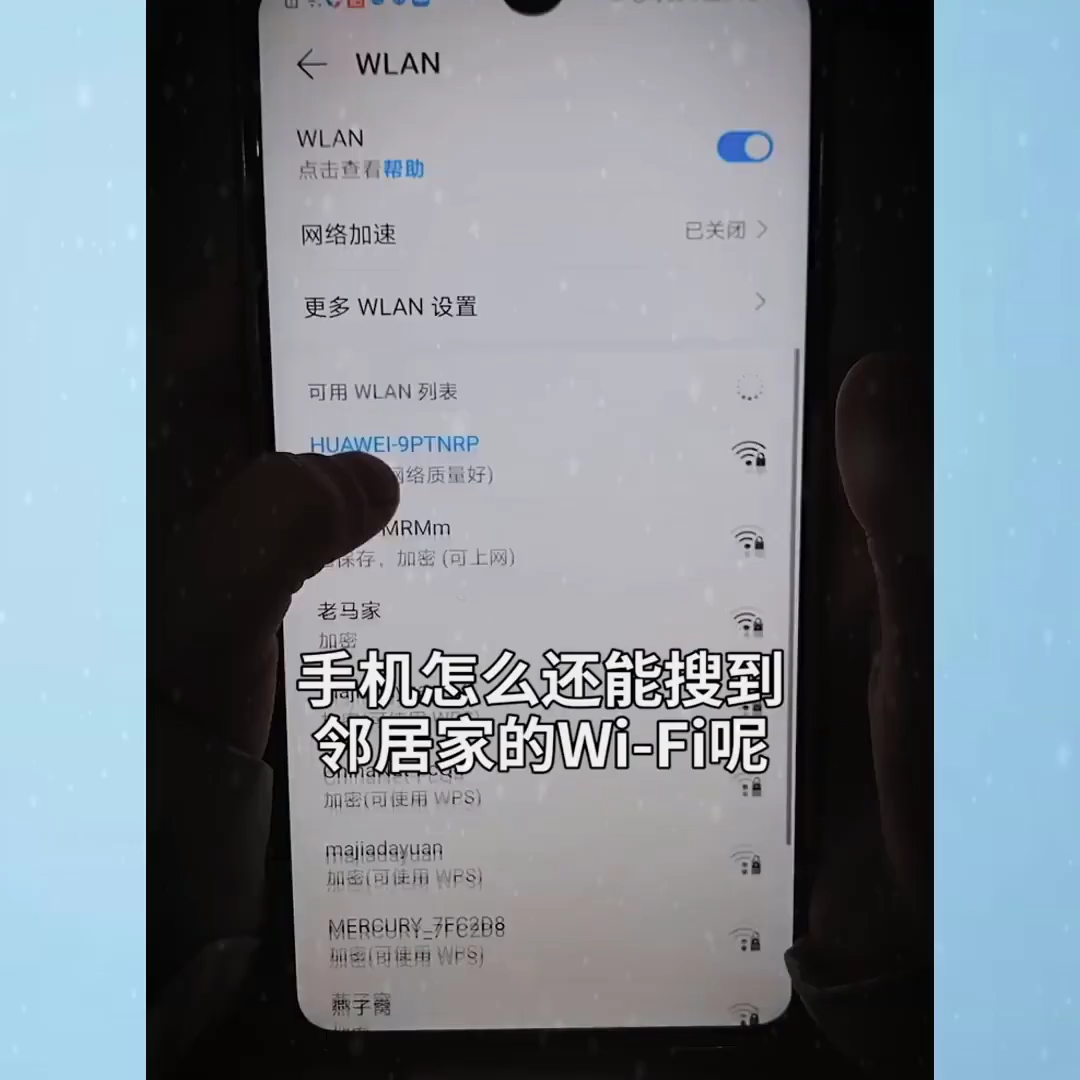 WLAN
WLAN
点击查看帮助
网络加速
已关闭
更多 WLAN 设置
可用 WLAN 列表
HUAWEI-9PTNRP
网络质量好)
MRMm
保存，加密 (可上网)
老马家
加密
手机怎么还能搜到
邻居家的Wi-Fi呢
加密(可使用 WPS)
majiadayuan
加密(可使用 WPS)
MERCURY_7FC2D8
加密(可使用 WPS)
燕子窝